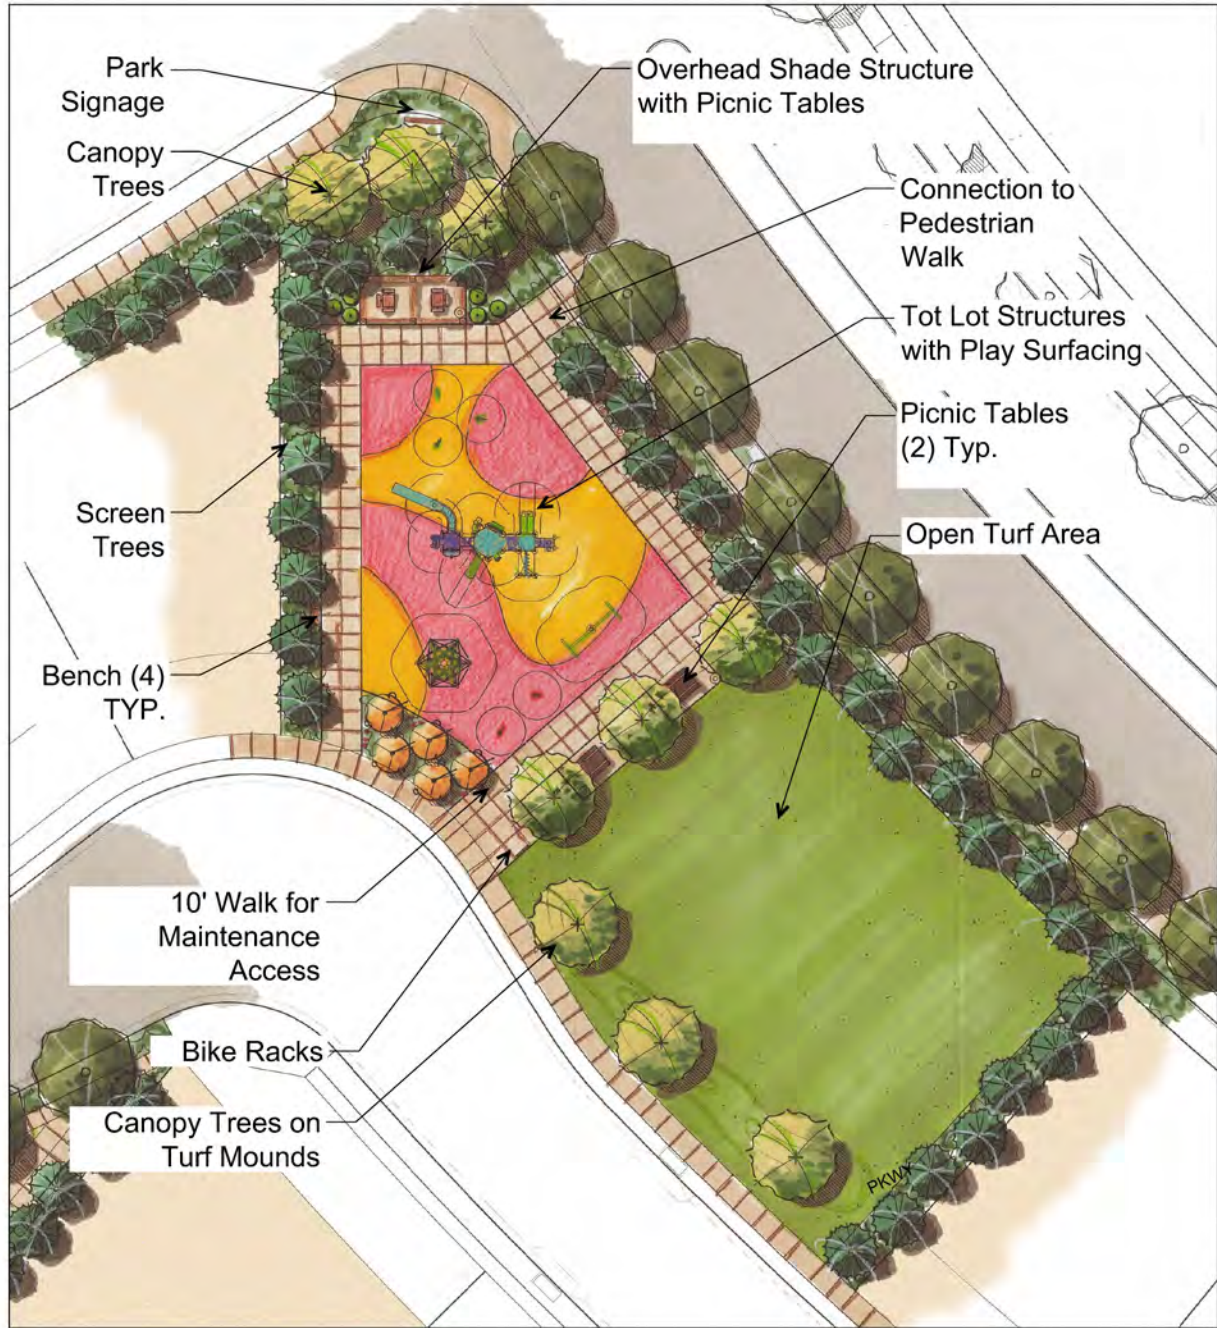 Park
Signage
Overhead Shade Structure
with Picnic Tables
Canopy
Trees
Connection to
Pedestrian
Walk
Tot Lot Structures
with Play Surfacing
Picnic Tables
(2) Typ.
Screen
Trees
Open Turf Area
Bench (4)
TYP.
10' Walk for
Maintenance
Access
Bike Racks
Canopy Trees on
Turf Mounds
PKWY